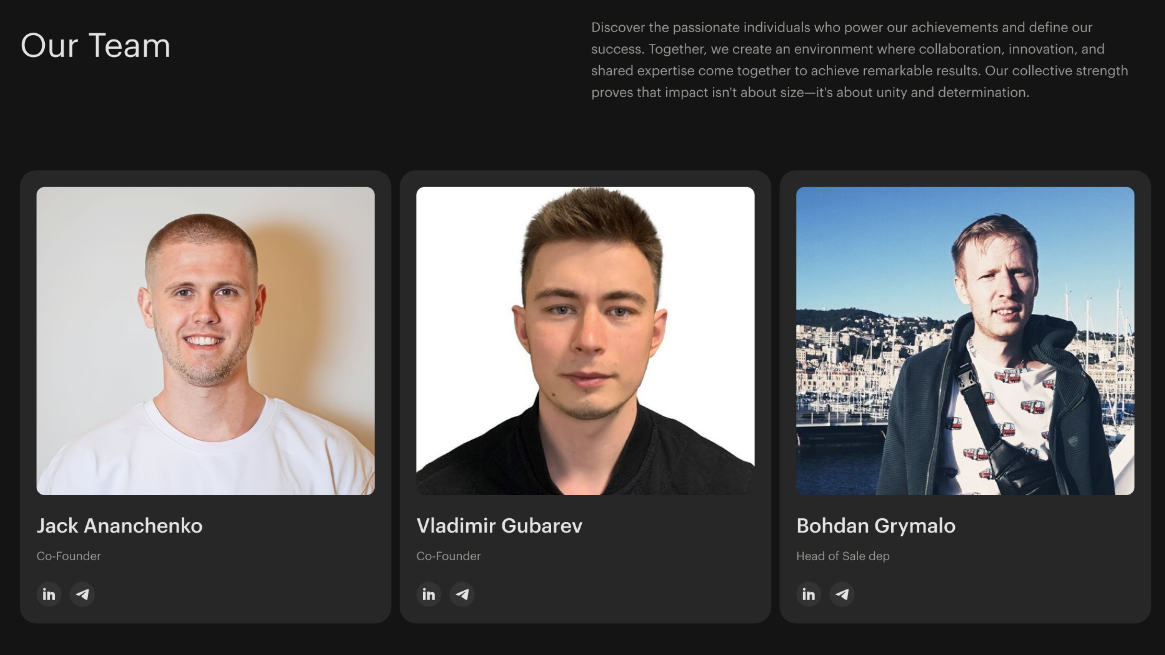 Our Team
Discover the passionate individuals who power our achievements and define our
success. Together, we create an environment where collaboration, innovation, and
shared expertise come together to achieve remarkable results. Our collective strength
proves that impact isn't about size—it's about unity and determination.
Jack Ananchenko
Co-Founder
in
Vladimir Gubarev
Co-Founder
in
Bohdan Grymalo
Head of Sale dep
in